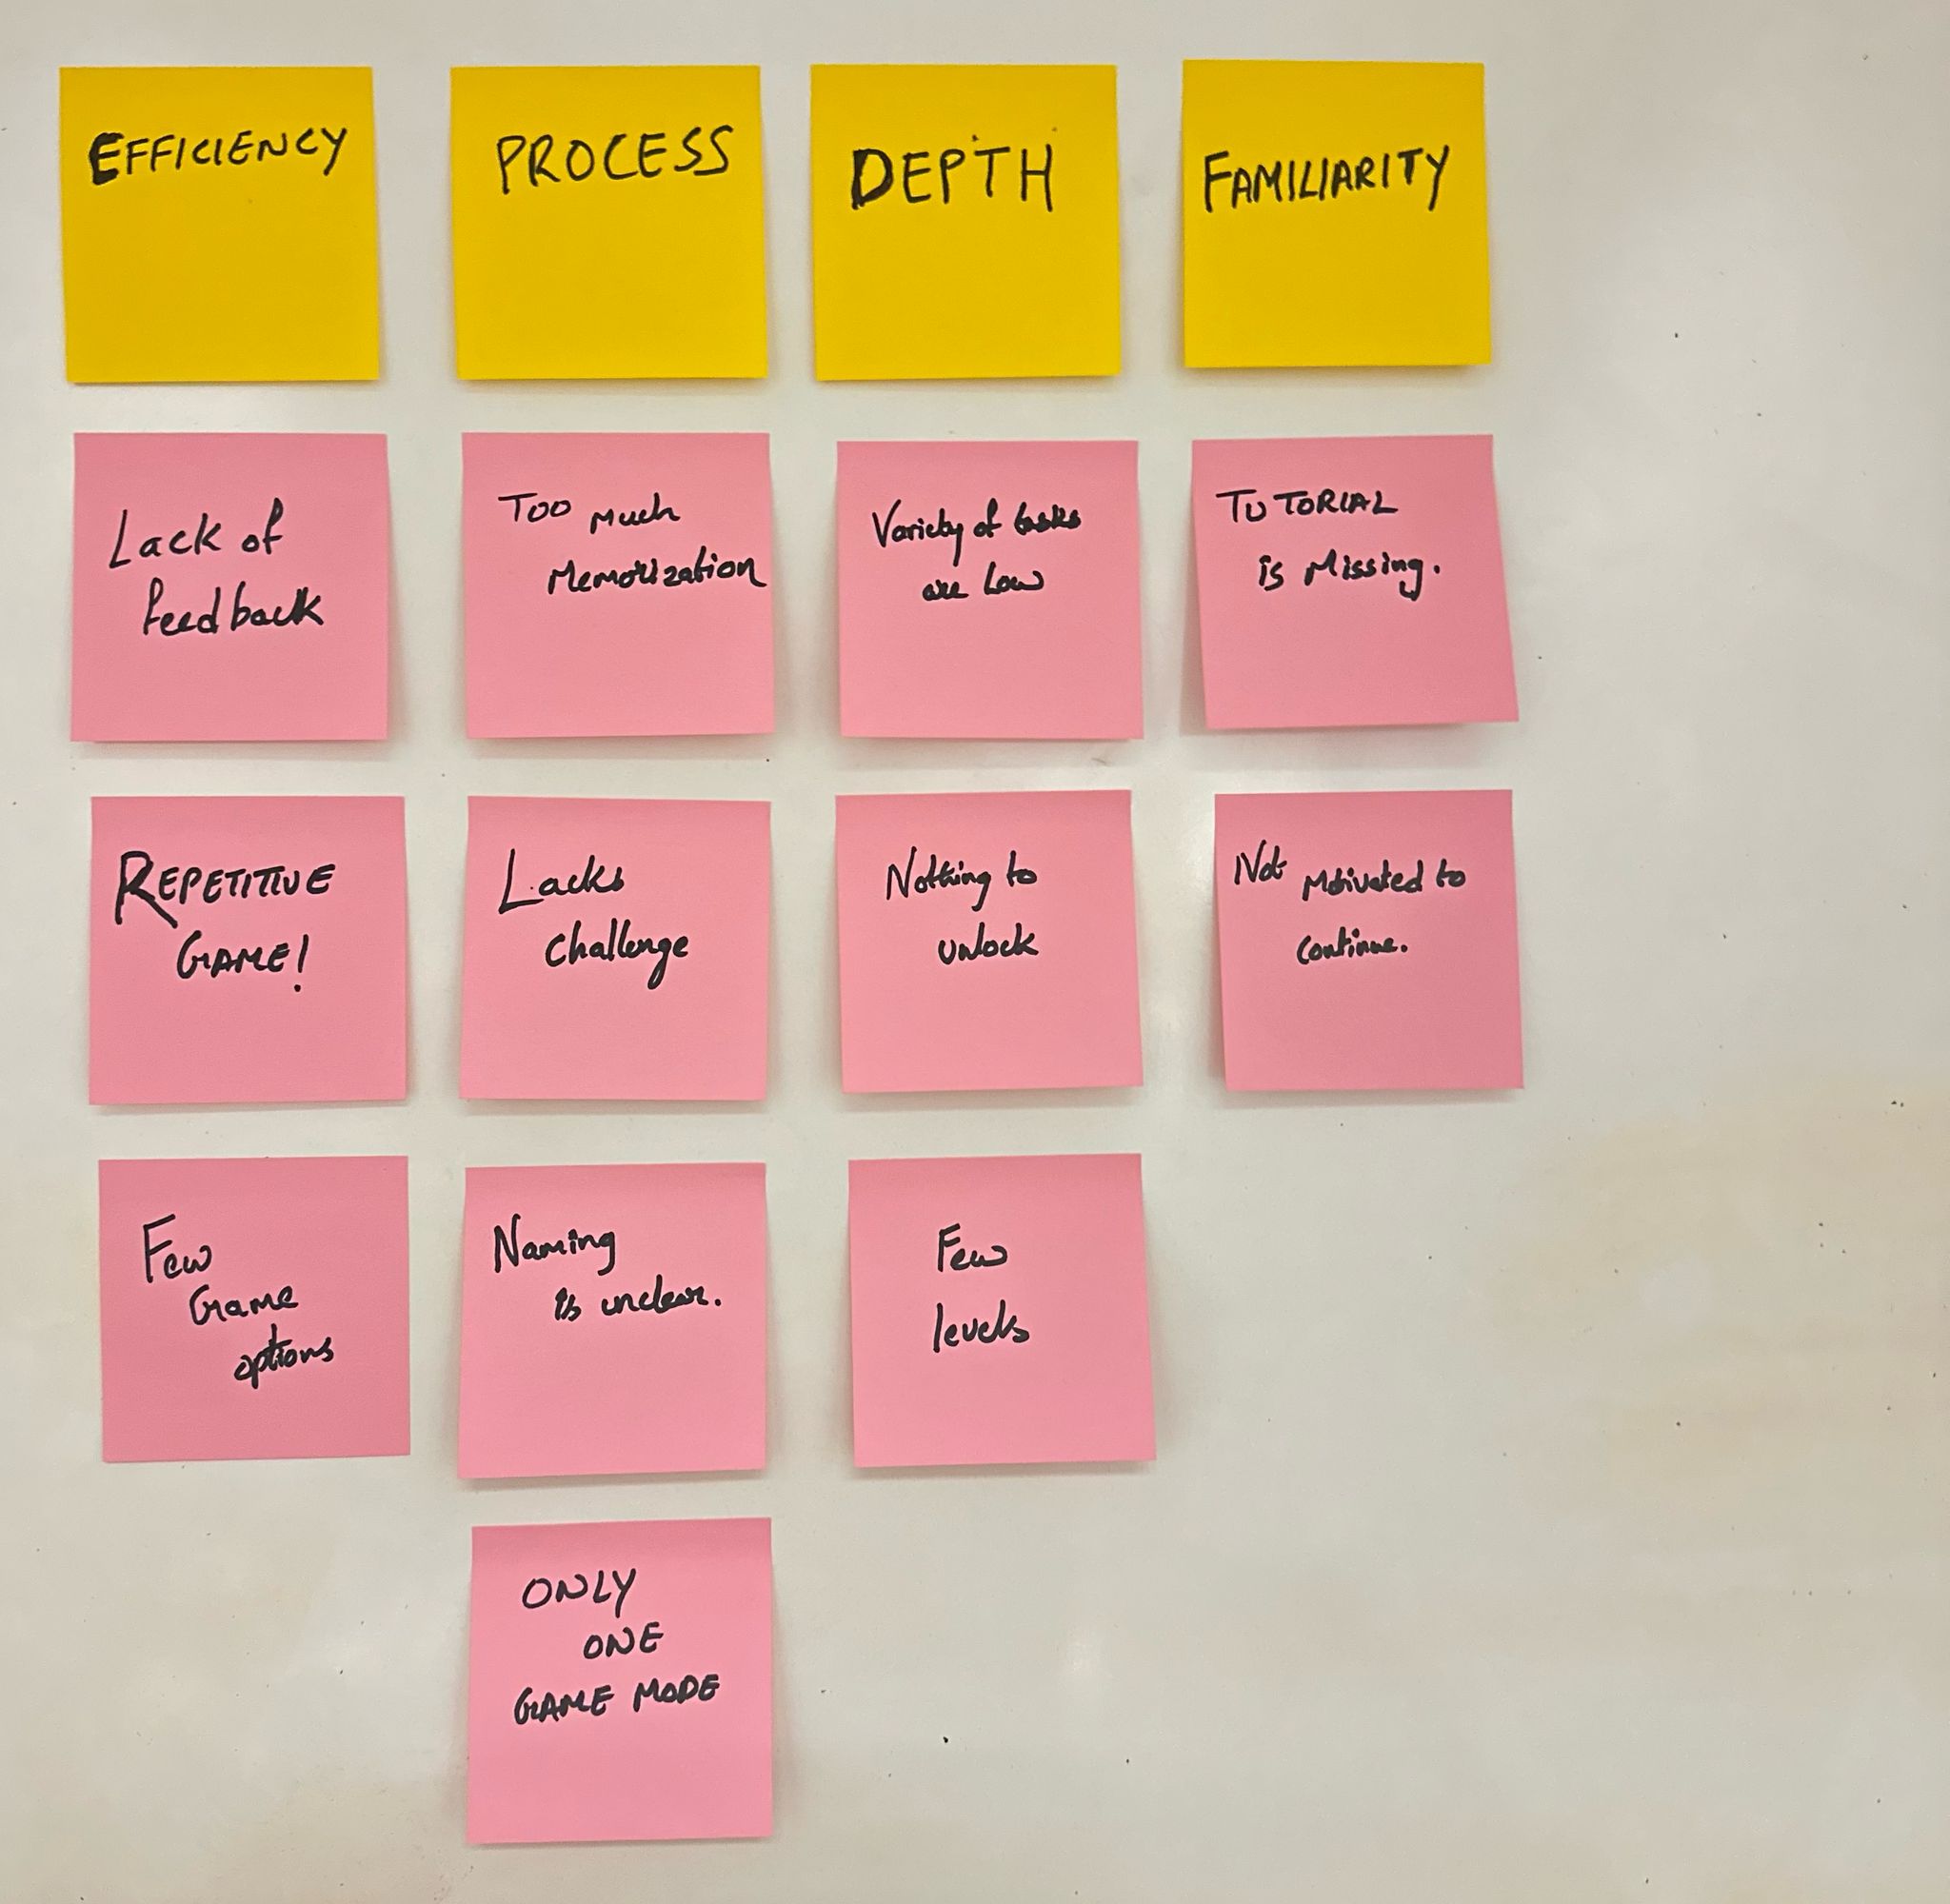 EFFICIENCY
PROCESS
DEPTH
FAMILIARITY
Lack of
feedback
Too Much
Memorization
Variety of tasks
are Low
TUTORIAL
is Missing.
REPETITIVE
GAME!
Lacks
Challenge
Nothing to
unlock
Not Motivated to
continue.
Few
Game
options
Naming
is unclear.
Few
levels
ONLY
ONE
GAME MODE